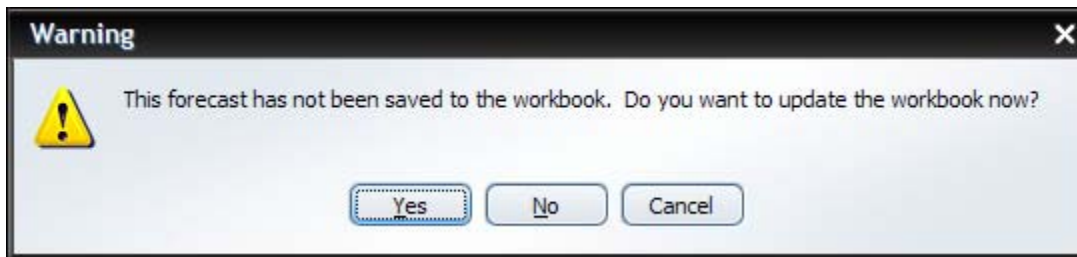 Warning
This forecast has not been saved to the workbook.  Do you want to update the workbook now?
Yes No Cancel